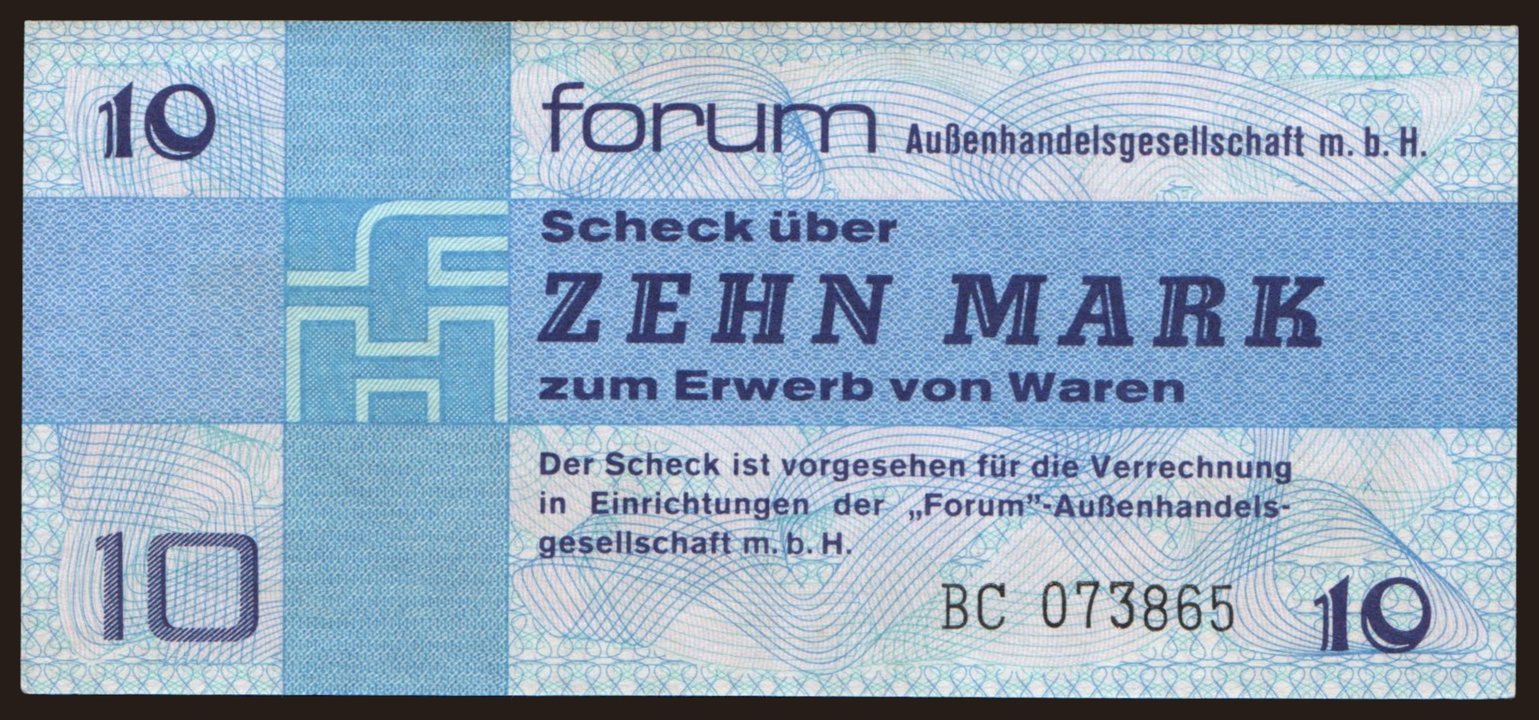 10
forum Außenhandelsgesellschaft m. b. H.
Scheck über
ZEHN MARK
zum Erwerb von Waren
Der Scheck ist vorgesehen für die Verrechnung
in Einrichtungen der „Forum”-Außenhandels-
gesellschaft m. b. H.
10
BC 073865
10